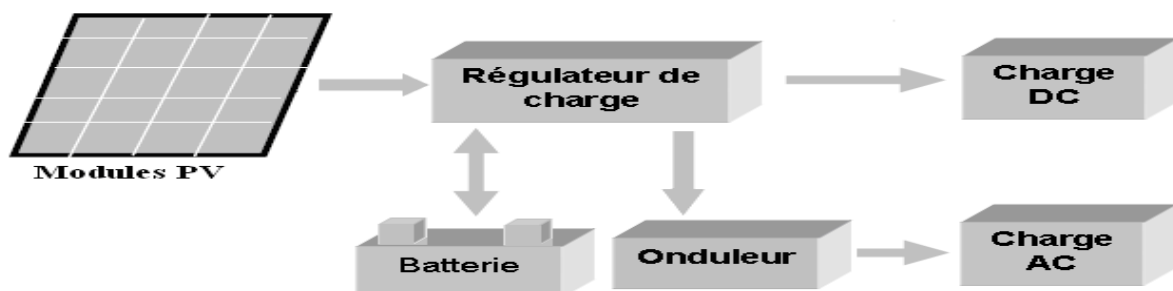 Modules PV
Régulateur de
charge
Charge
DC
Batterie
Onduleur
Charge
AC